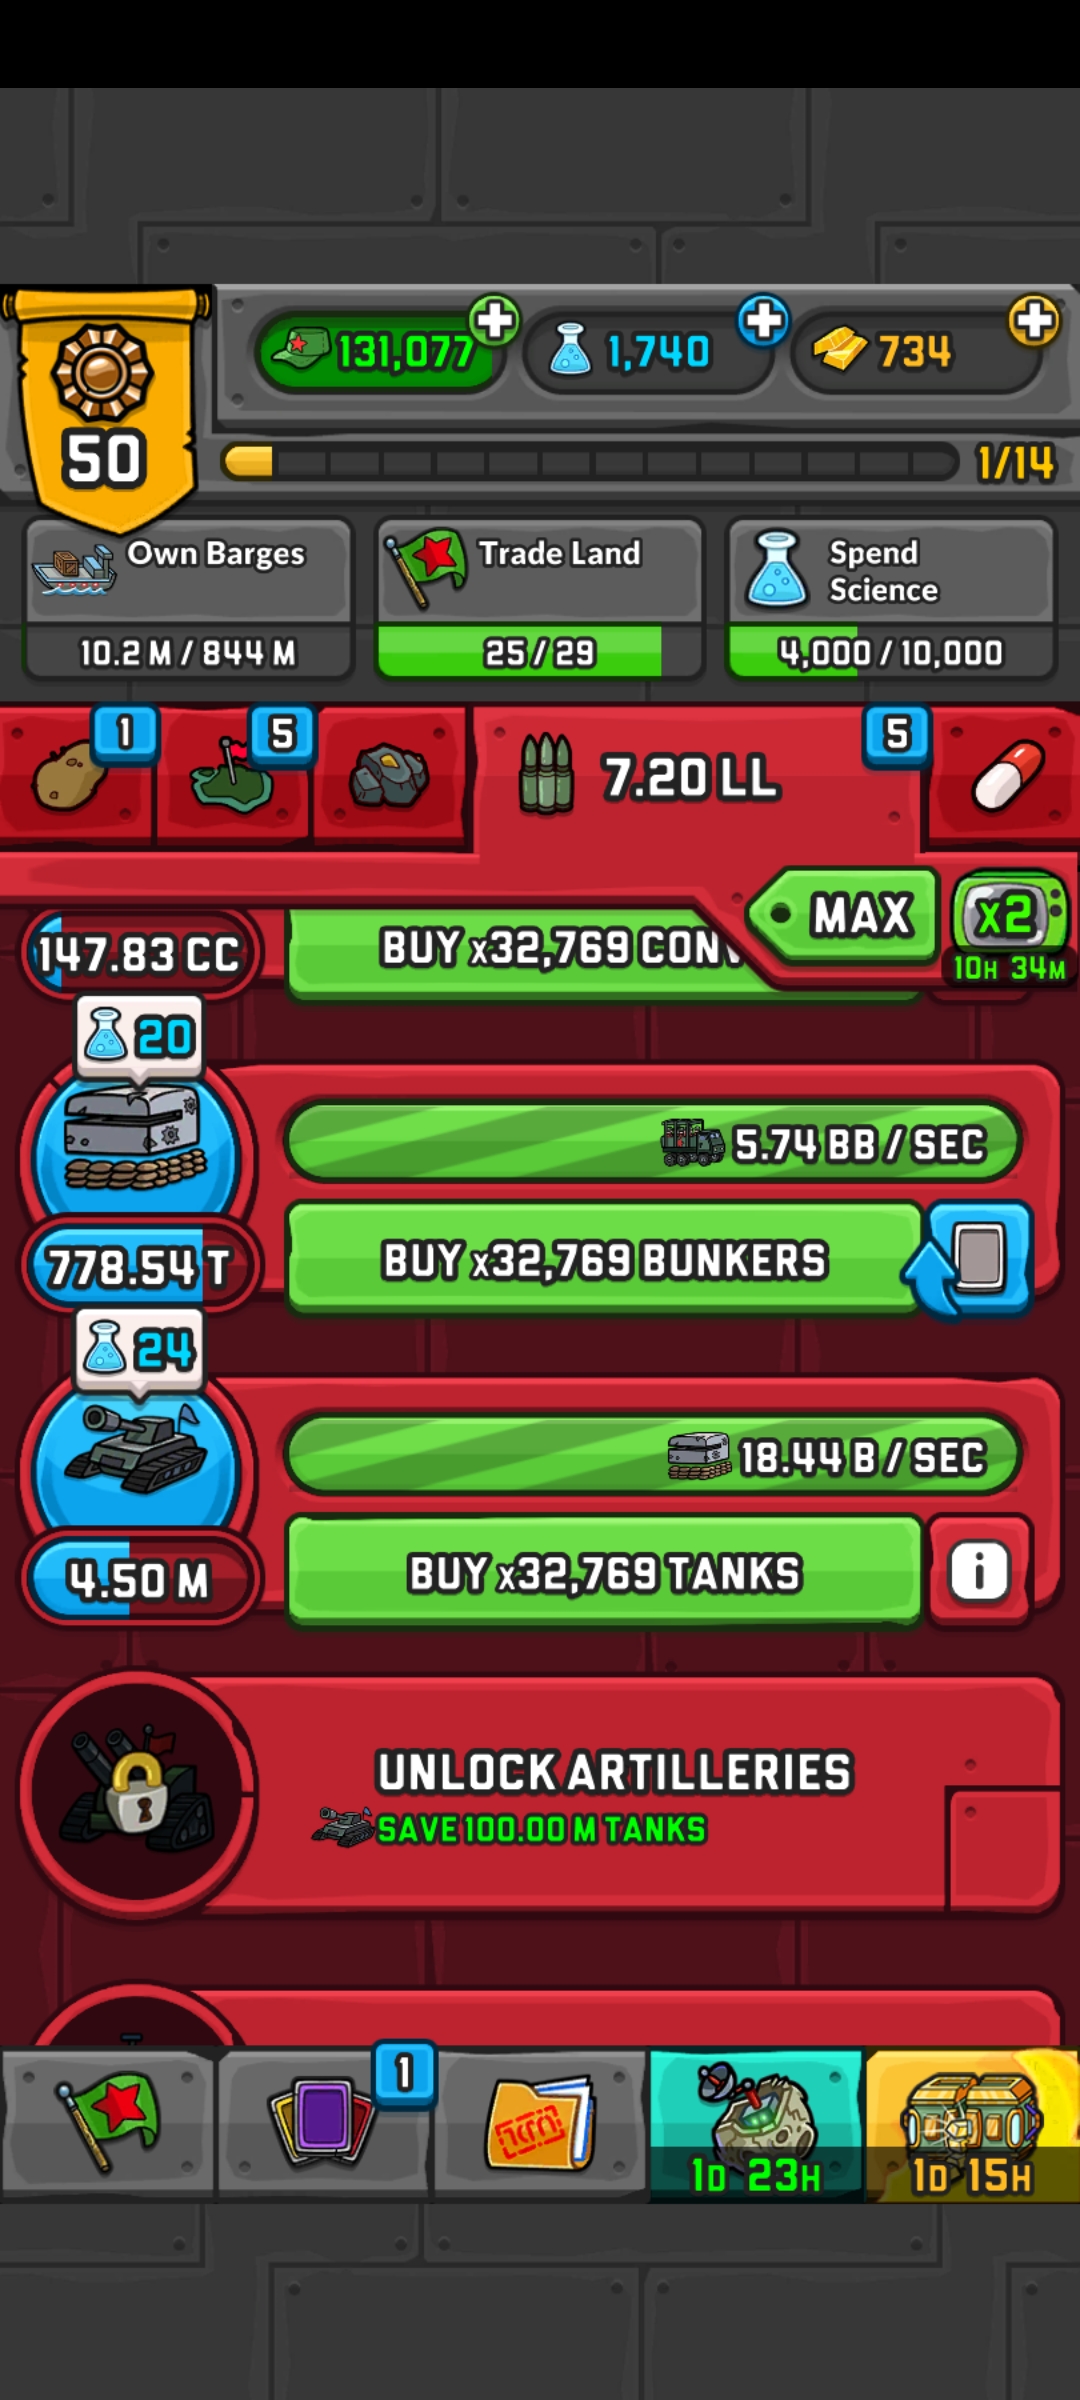 131,077
1,740
734
50
1/14
Own Barges
10.2 M / 844 M
Trade Land
25 / 29
Spend
Science
4,000 / 10,000
1
5
7.20 LL
5
MAX
x2
10H 34M
147.83 CC
BUY x32,769
20
5.74 BB / SEC
778.54 T
BUY x32,769 BUNKERS
24
18.44 B / SEC
4.50 M
BUY x32,769 TANKS
i
UNLOCK ARTILLERIES
SAVE 100.00 M TANKS
1
1D 23H
1D 15H